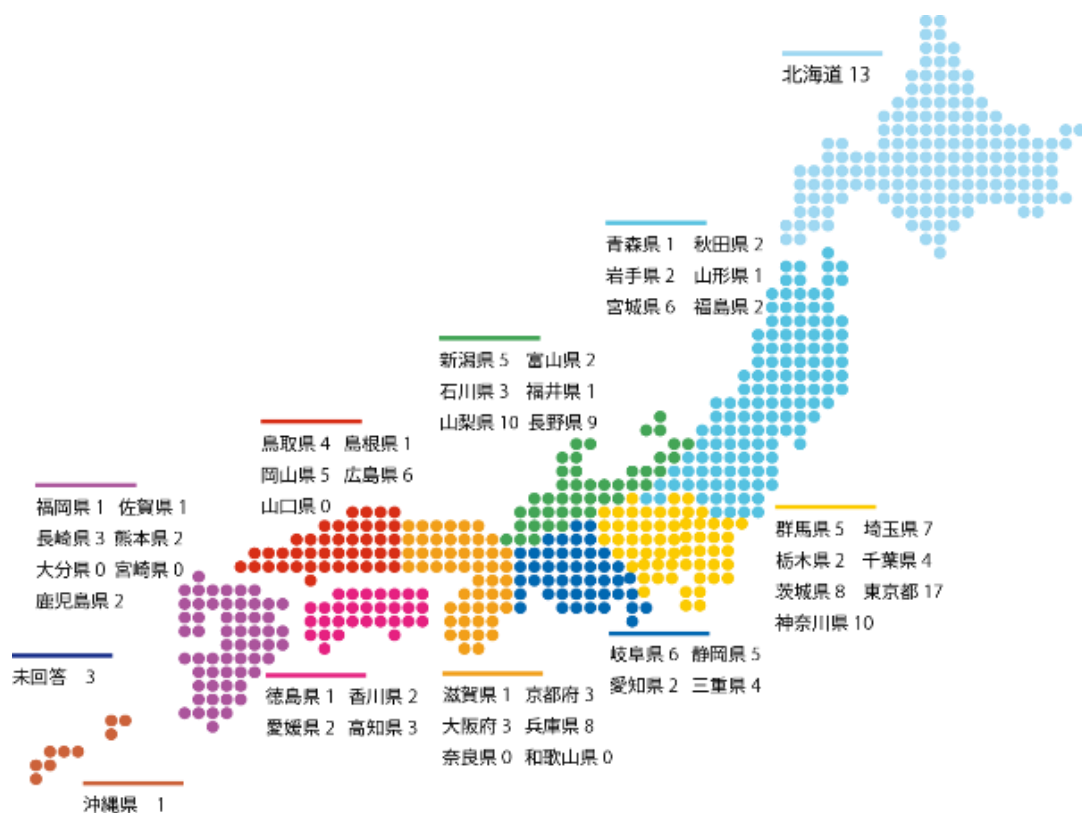 北海道 13
青森県 1 秋田県 2
岩手県 2 山形県 1
宮城県 6 福島県 2
新潟県 5 富山県 2
石川県 3 福井県 1
山梨県 10 長野県 9
鳥取県 4 島根県 1
岡山県 5 広島県 6
山口県 0
福岡県 1 佐賀県 1
長崎県 3 熊本県 2
大分県 0 宮崎県 0
鹿児島県 2
群馬県 5 埼玉県 7
栃木県 2 千葉県 4
茨城県 8 東京都 17
神奈川県 10
岐阜県 6 静岡県 5
愛知県 2 三重県 4
未回答 3
徳島県 1 香川県 2
愛媛県 2 高知県 3
滋賀県 1 京都府 3
大阪府 3 兵庫県 8
奈良県 0 和歌山県 0
沖縄県 1